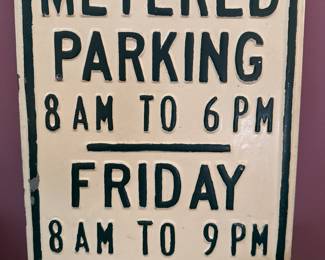 METERED
PARKING
8 AM TO 6 PM
FRIDAY
8 AM TO 9 PM